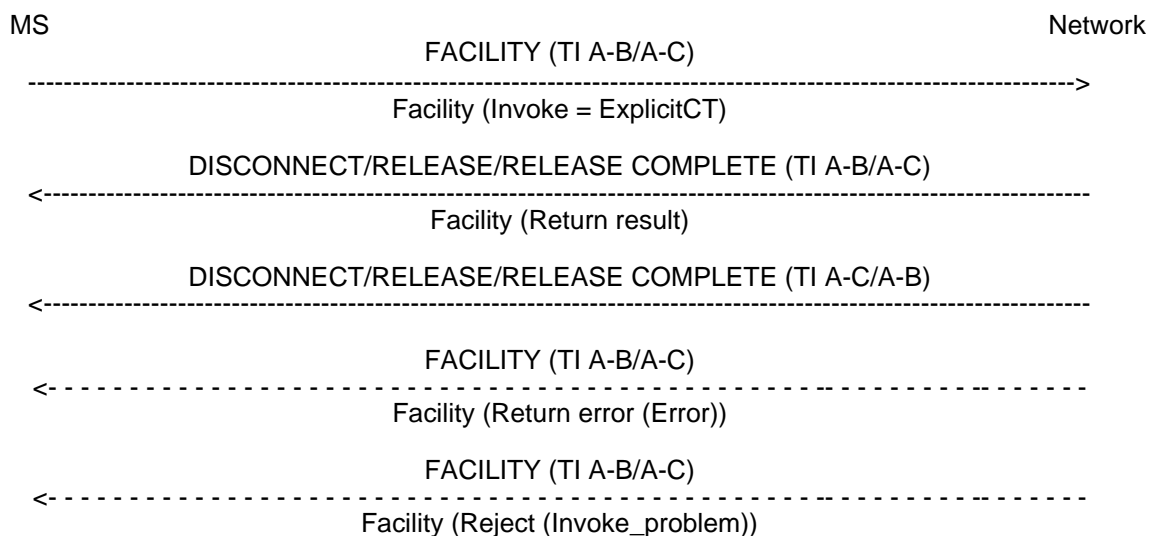 MS Network
FACILITY (TI A-B/A-C)
Facility (Invoke = ExplicitCT)
DISCONNECT/RELEASE/RELEASE COMPLETE (TI A-B/A-C)
Facility (Return result)
DISCONNECT/RELEASE/RELEASE COMPLETE (TI A-C/A-B)
FACILITY (TI A-B/A-C)
Facility (Return error (Error))
FACILITY (TI A-B/A-C)
Facility (Reject (Invoke_problem))